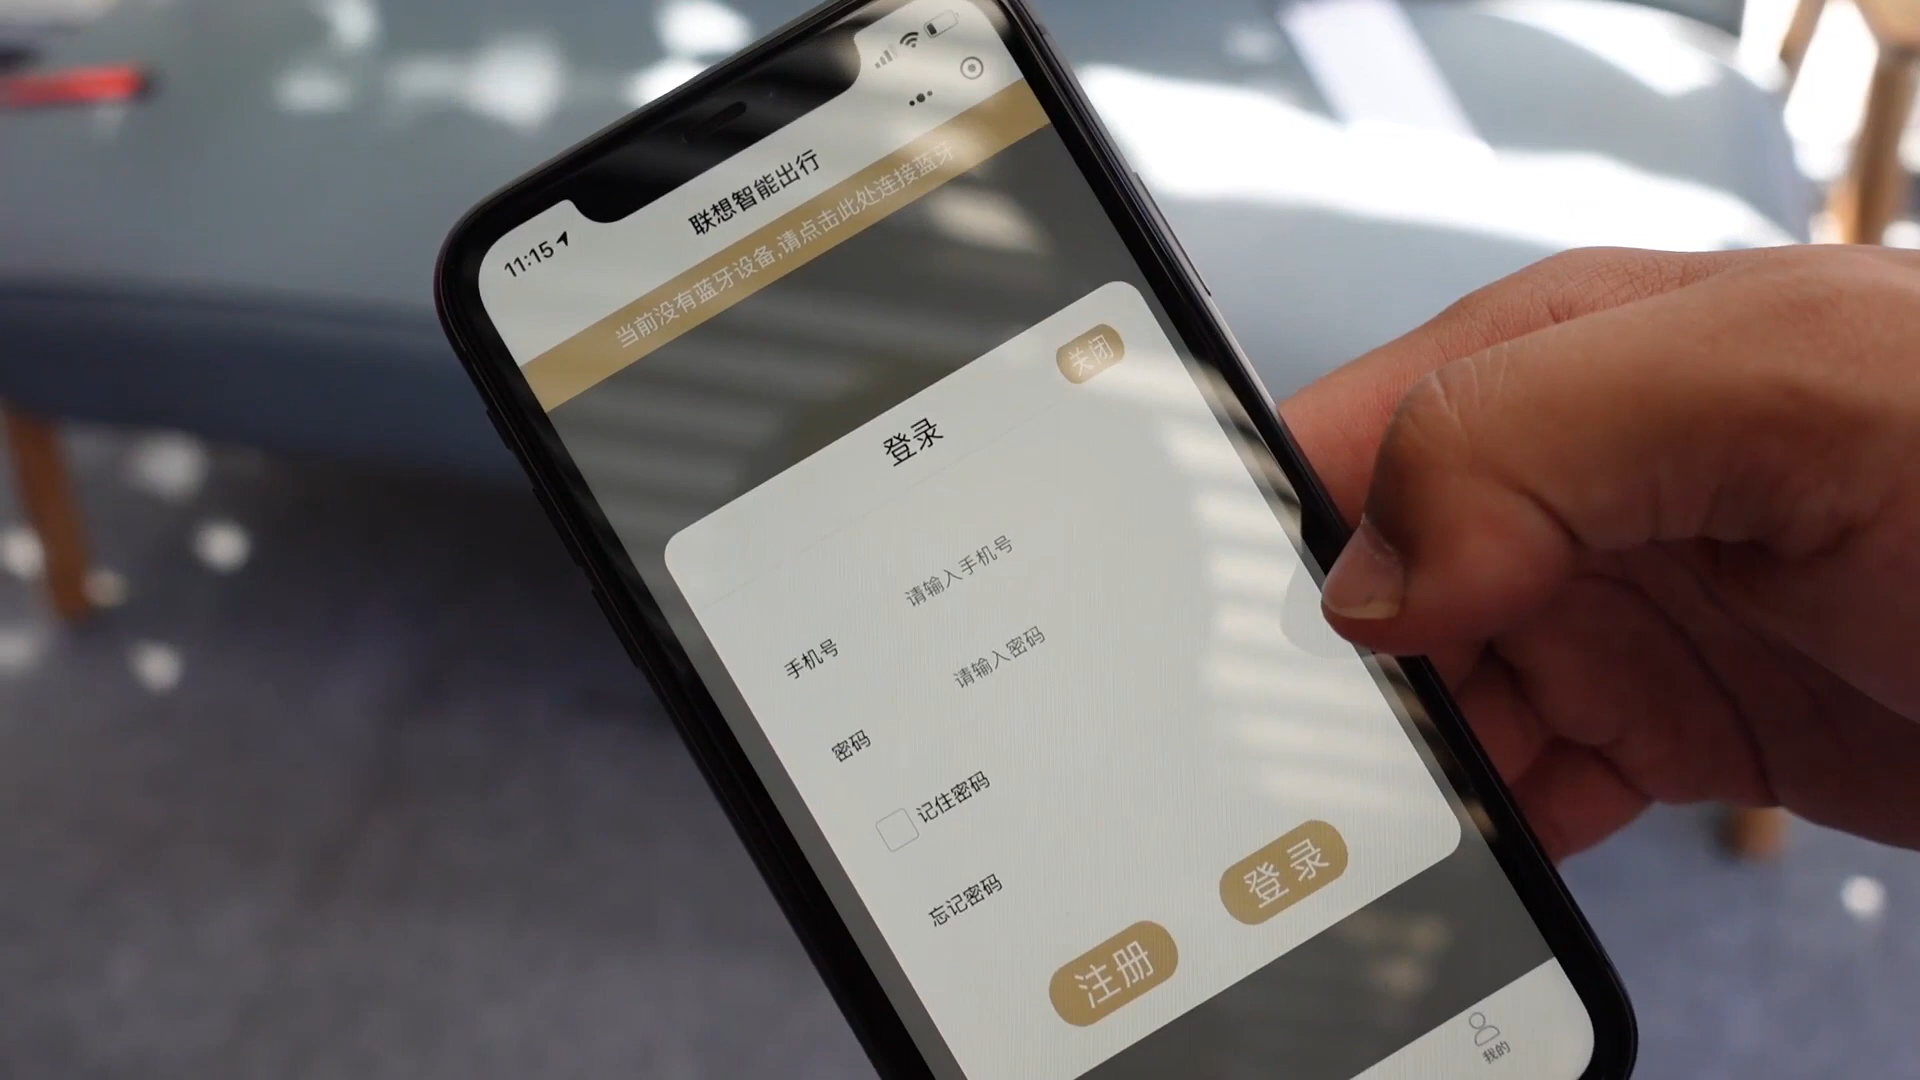 11:15
联想智能出行
当前没有蓝牙设备,请点击此处连接蓝牙
关闭
登录
手机号
请输入手机号
密码
请输入密码
记住密码
忘记密码
注册
登录
我的